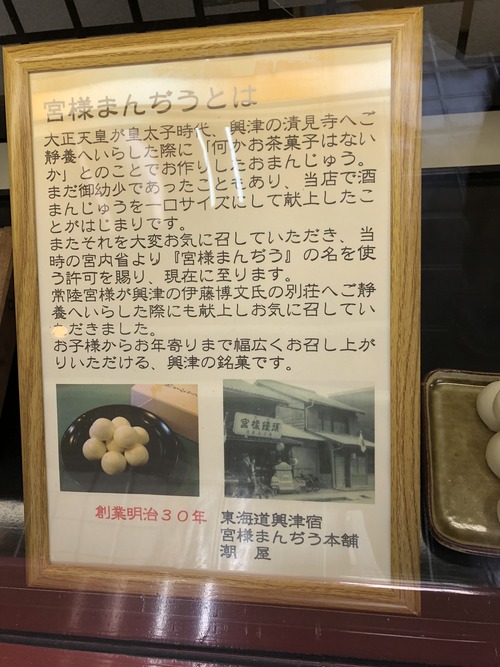 宮様まんぢうとは
大正天皇が皇太子時代、興津の清見寺へご
静養へいらした際に「何かお茶菓子はない
か」とのことでお作りしたおまんじゅう。
まだ御幼少であったこともあり、当店で酒
まんじゅうを一口サイズにして献上したこ
とがはじまりです。
またそれを大変お気に召していただき、当
時の宮内省より『宮様まんぢう』の名を使
う許可を賜り、現在に至ります。
常陸宮様が興津の伊藤博文氏の別荘へご静
養へいらした際にも献上しお気に召してい
ただきました。
お子様からお年寄りまで幅広くお召し上が
りいただける、興津の銘菓です。
宮様饅頭
創業明治30年
東海道興津宿
宮様まんぢう本舗
潮 屋